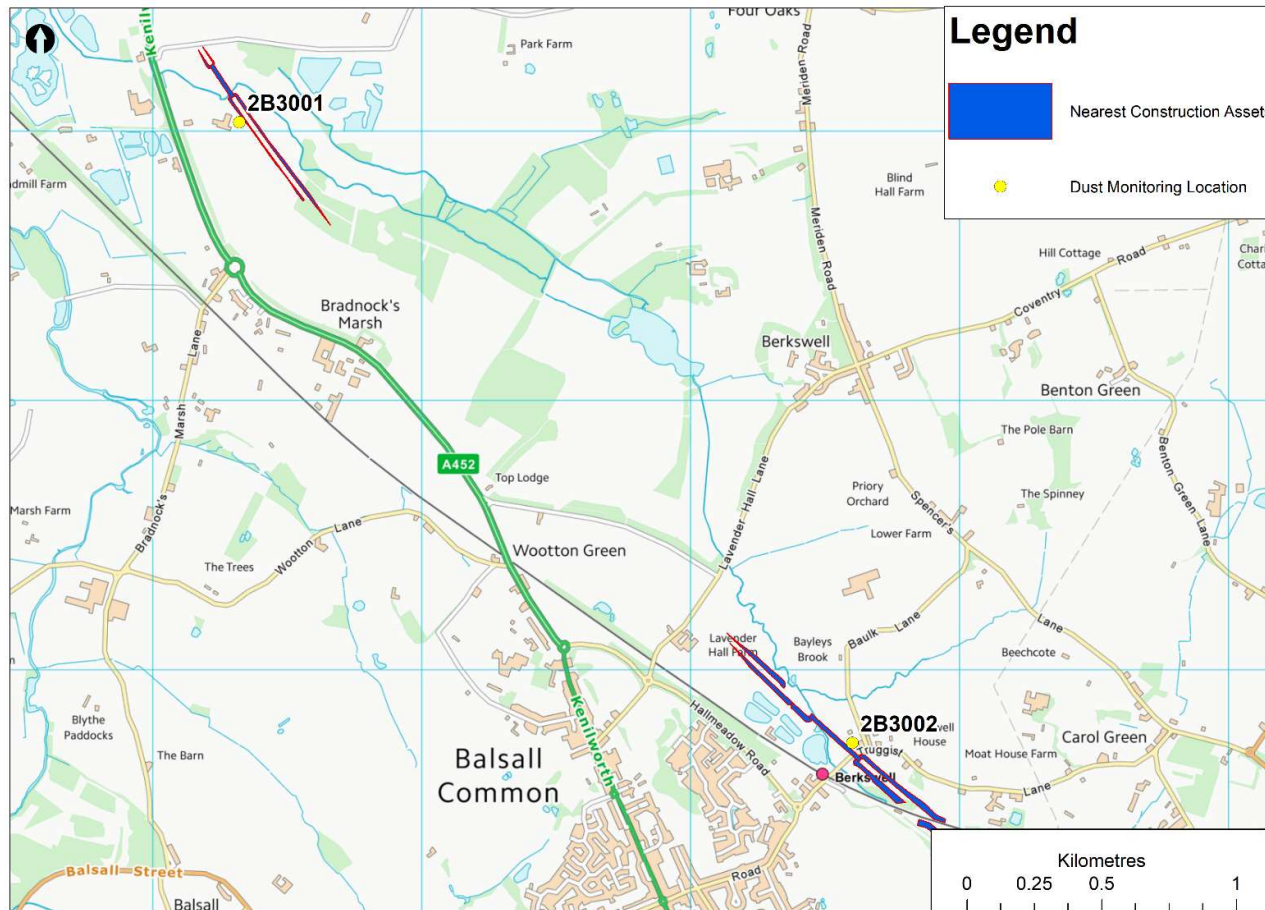 Four Oaks
Park Farm
Kenilw
Meriden Road
Legend
Nearest Construction Asset
Dust Monitoring Location
2B3001
dmill Farm
Blind
Hall Farm
Meriden Road
Hill Cottage
Coventry Road
Charl
Cotta
Bradnock's
Marsh
Berkswell
Benton Green
Bradnock's Marsh Lane
Lavender Hall Lane
The Pole Barn
A452
Top Lodge
Priory
Orchard
Spencer's Lane
The Spinney
Benton Green Lane
Marsh Farm
Lower Farm
Wootton Green
The Trees
Wootton Lane
Lavender
Hall Farm
Bayleys
Brook
Baulk Lane
Beechcote
Kenilworth
Road
Hallmeadow Road
2B3002
well
House
Truggist
Lane
Moat House Farm
Carol Green
Blythe
Paddocks
The Barn
Balsall
Common
Berkswell
Balsall Street
Balsall
Kilometres
0 0.25 0.5 1